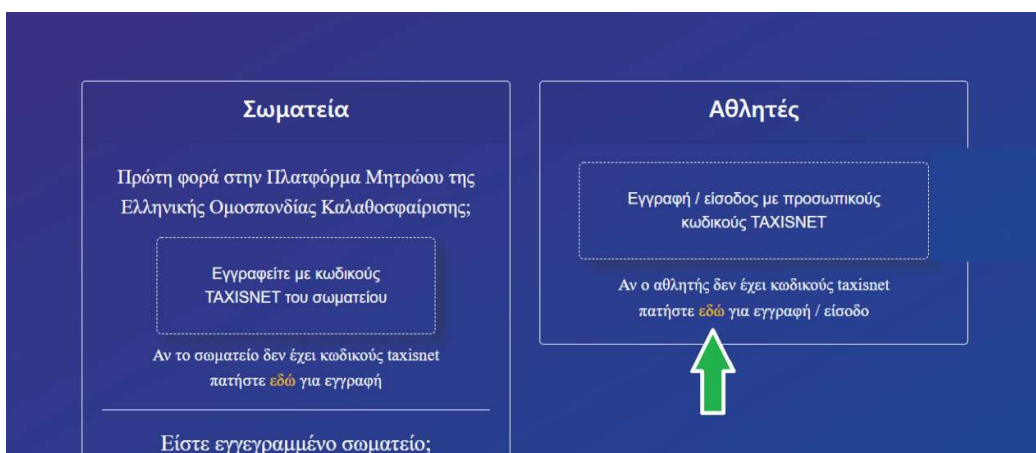 Σωματεία
Πρώτη φορά στην Πλατφόρμα Μητρώου της
Ελληνικής Ομοσπονδίας Καλαθοσφαίρισης;
Εγγραφείτε με κωδικούς
TAXISNET του σωματείου
Αν το σωματείο δεν έχει κωδικούς taxisnet
πατήστε εδώ για εγγραφή
Είστε εγγεγραμμένο σωματείο;
Αθλητές
Εγγραφή / είσοδος με προσωπικούς
κωδικούς TAXISNET
Αν ο αθλητής δεν έχει κωδικούς taxisnet
πατήστε εδώ για εγγραφή / είσοδο